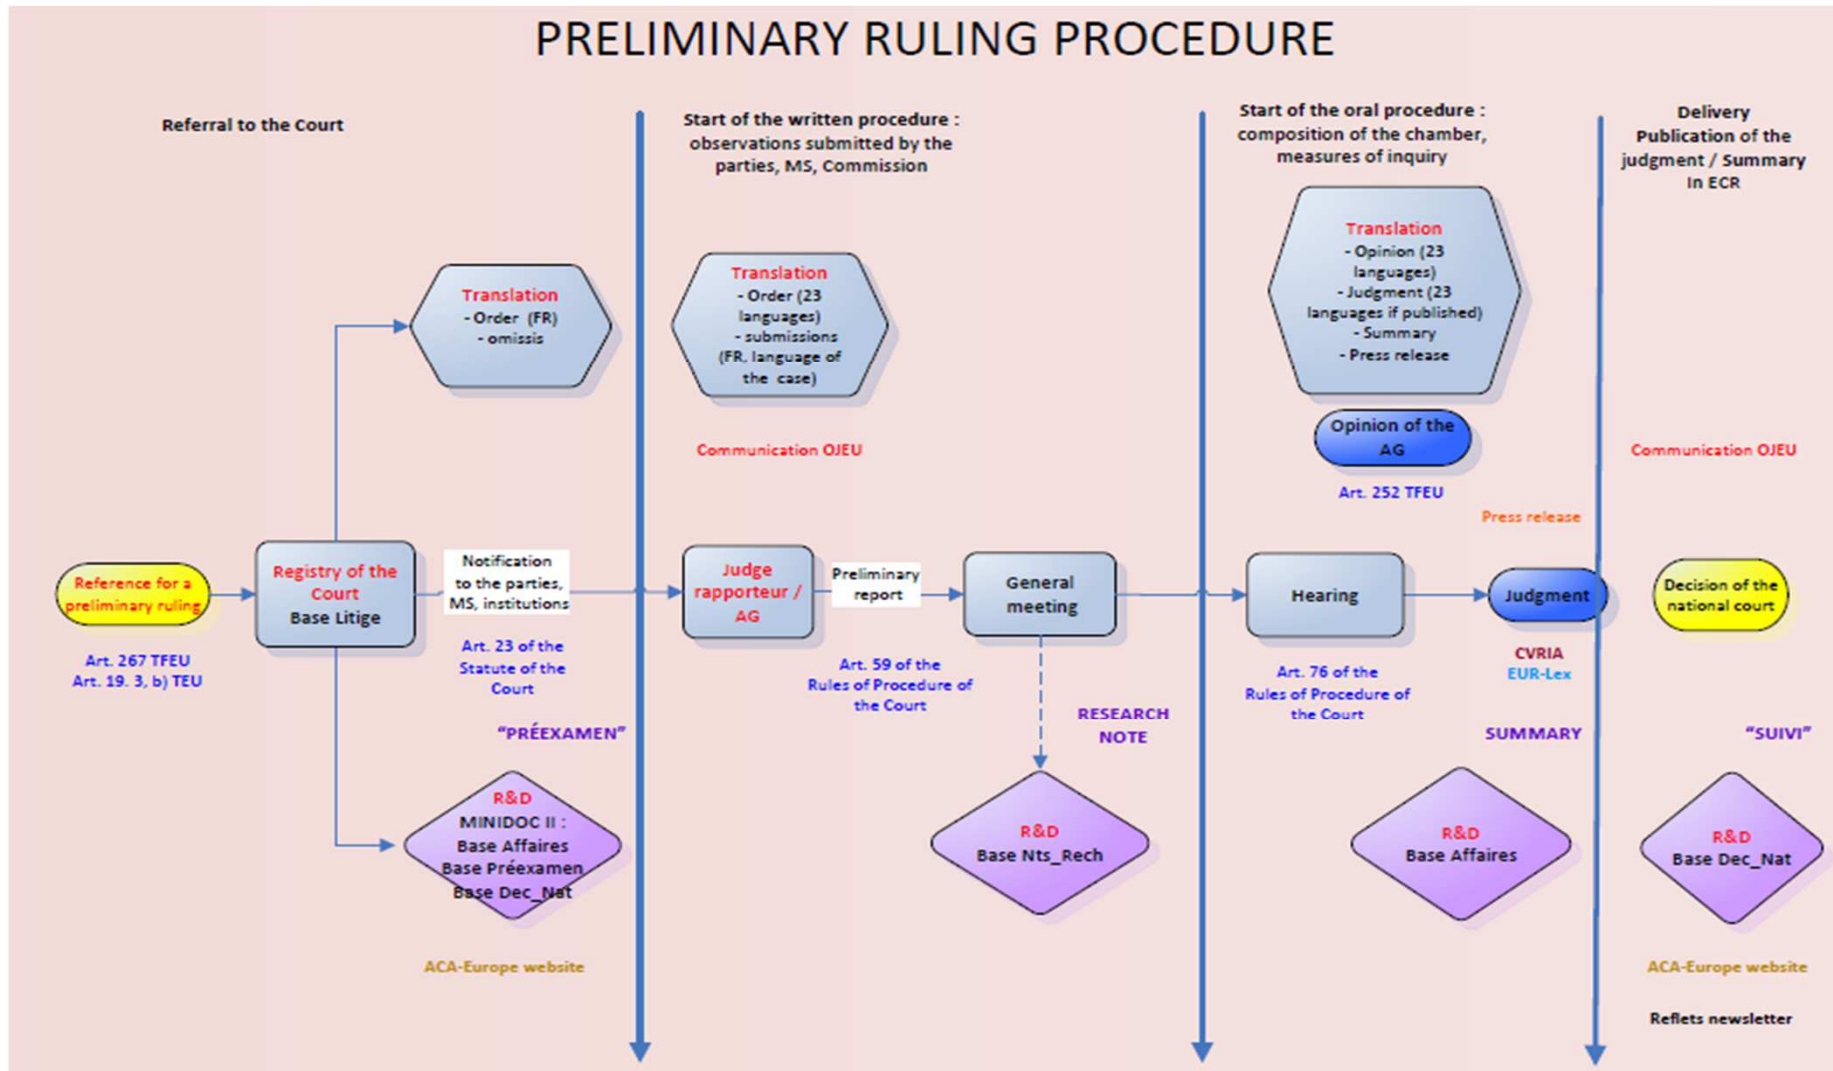 PRELIMINARY RULING PROCEDURE
Referral to the Court
Start of the written procedure :
observations submitted by the
parties, MS, Commission
Start of the oral procedure :
composition of the chamber,
measures of inquiry
Delivery
Publication of the
judgment / Summary
In ECR
Translation
- Order (FR)
- omissis
Translation
- Order (23
languages)
- submissions
(FR, language of
the case)
Translation
- Opinion (23
languages)
- Judgment (23
languages if published)
- Summary
- Press release
Communication OJEU
Opinion of the
AG
Art. 252 TFEU
Communication OJEU
Press release
Reference for a
preliminary ruling
Art. 267 TFEU
Art. 19. 3, b) TEU
Registry of the
Court
Base Litige
Notification
to the parties,
MS, institutions
Art. 23 of the
Statute of the
Court
Judge
rapporteur /
AG
Preliminary
report
Art. 59 of the
Rules of Procedure of
the Court
General
meeting
Hearing
Art. 76 of the
Rules of Procedure of
the Court
Judgment
CVRIA
EUR-Lex
Decision of the
national court
"PRÉEXAMEN"
RESEARCH
NOTE
SUMMARY
"SUIVI"
R&D
MINIDOC II :
Base Affaires
Base Préexamen
Base Dec_Nat
R&D
Base Nts_Rech
R&D
Base Affaires
R&D
Base Dec_Nat
ACA-Europe website
ACA-Europe website
Reflets newsletter